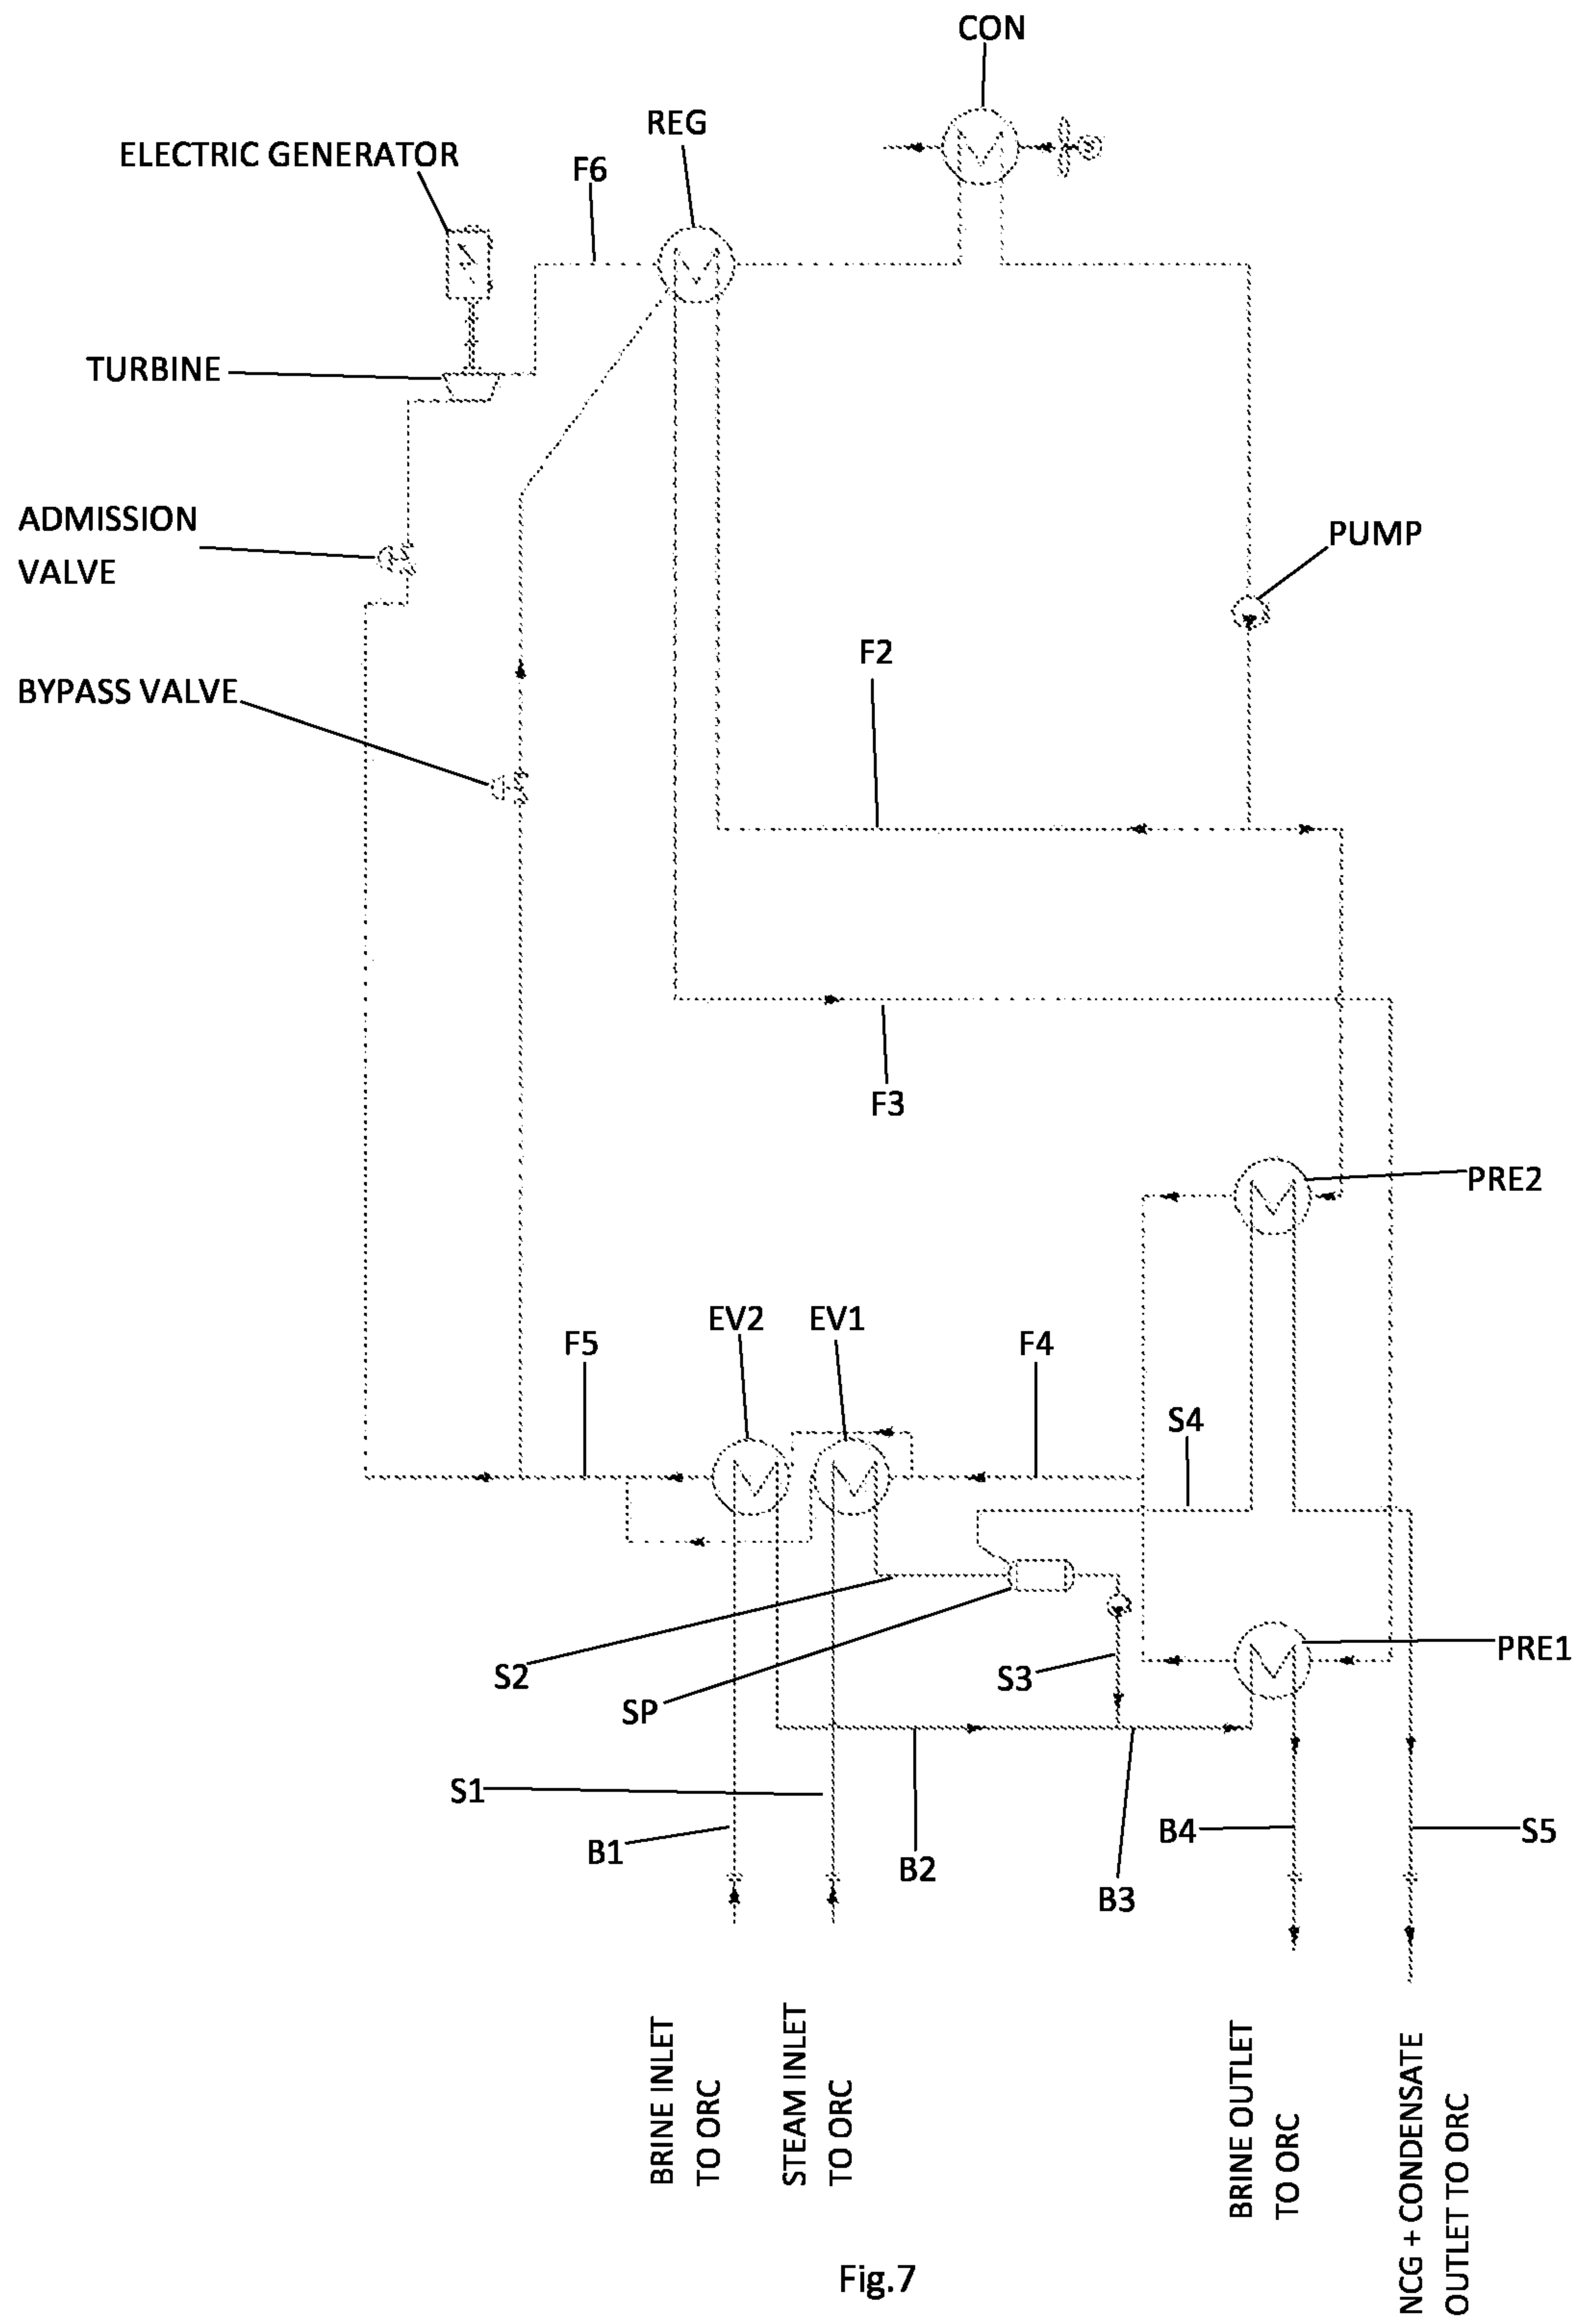 CON
REG
ELECTRIC GENERATOR
F6
TURBINE
ADMISSION
VALVE
PUMP
F2
BYPASS VALVE
F3
PRE2
EV2
EV1
F5
F4
S4
S2
SP
S3
PRE1
S1
B1
B2
B3
B4
S5
BRINE INLET
TO ORC
STEAM INLET
TO ORC
BRINE OUTLET
TO ORC
NCG + CONDENSATE
OUTLET TO ORC
Fig.7